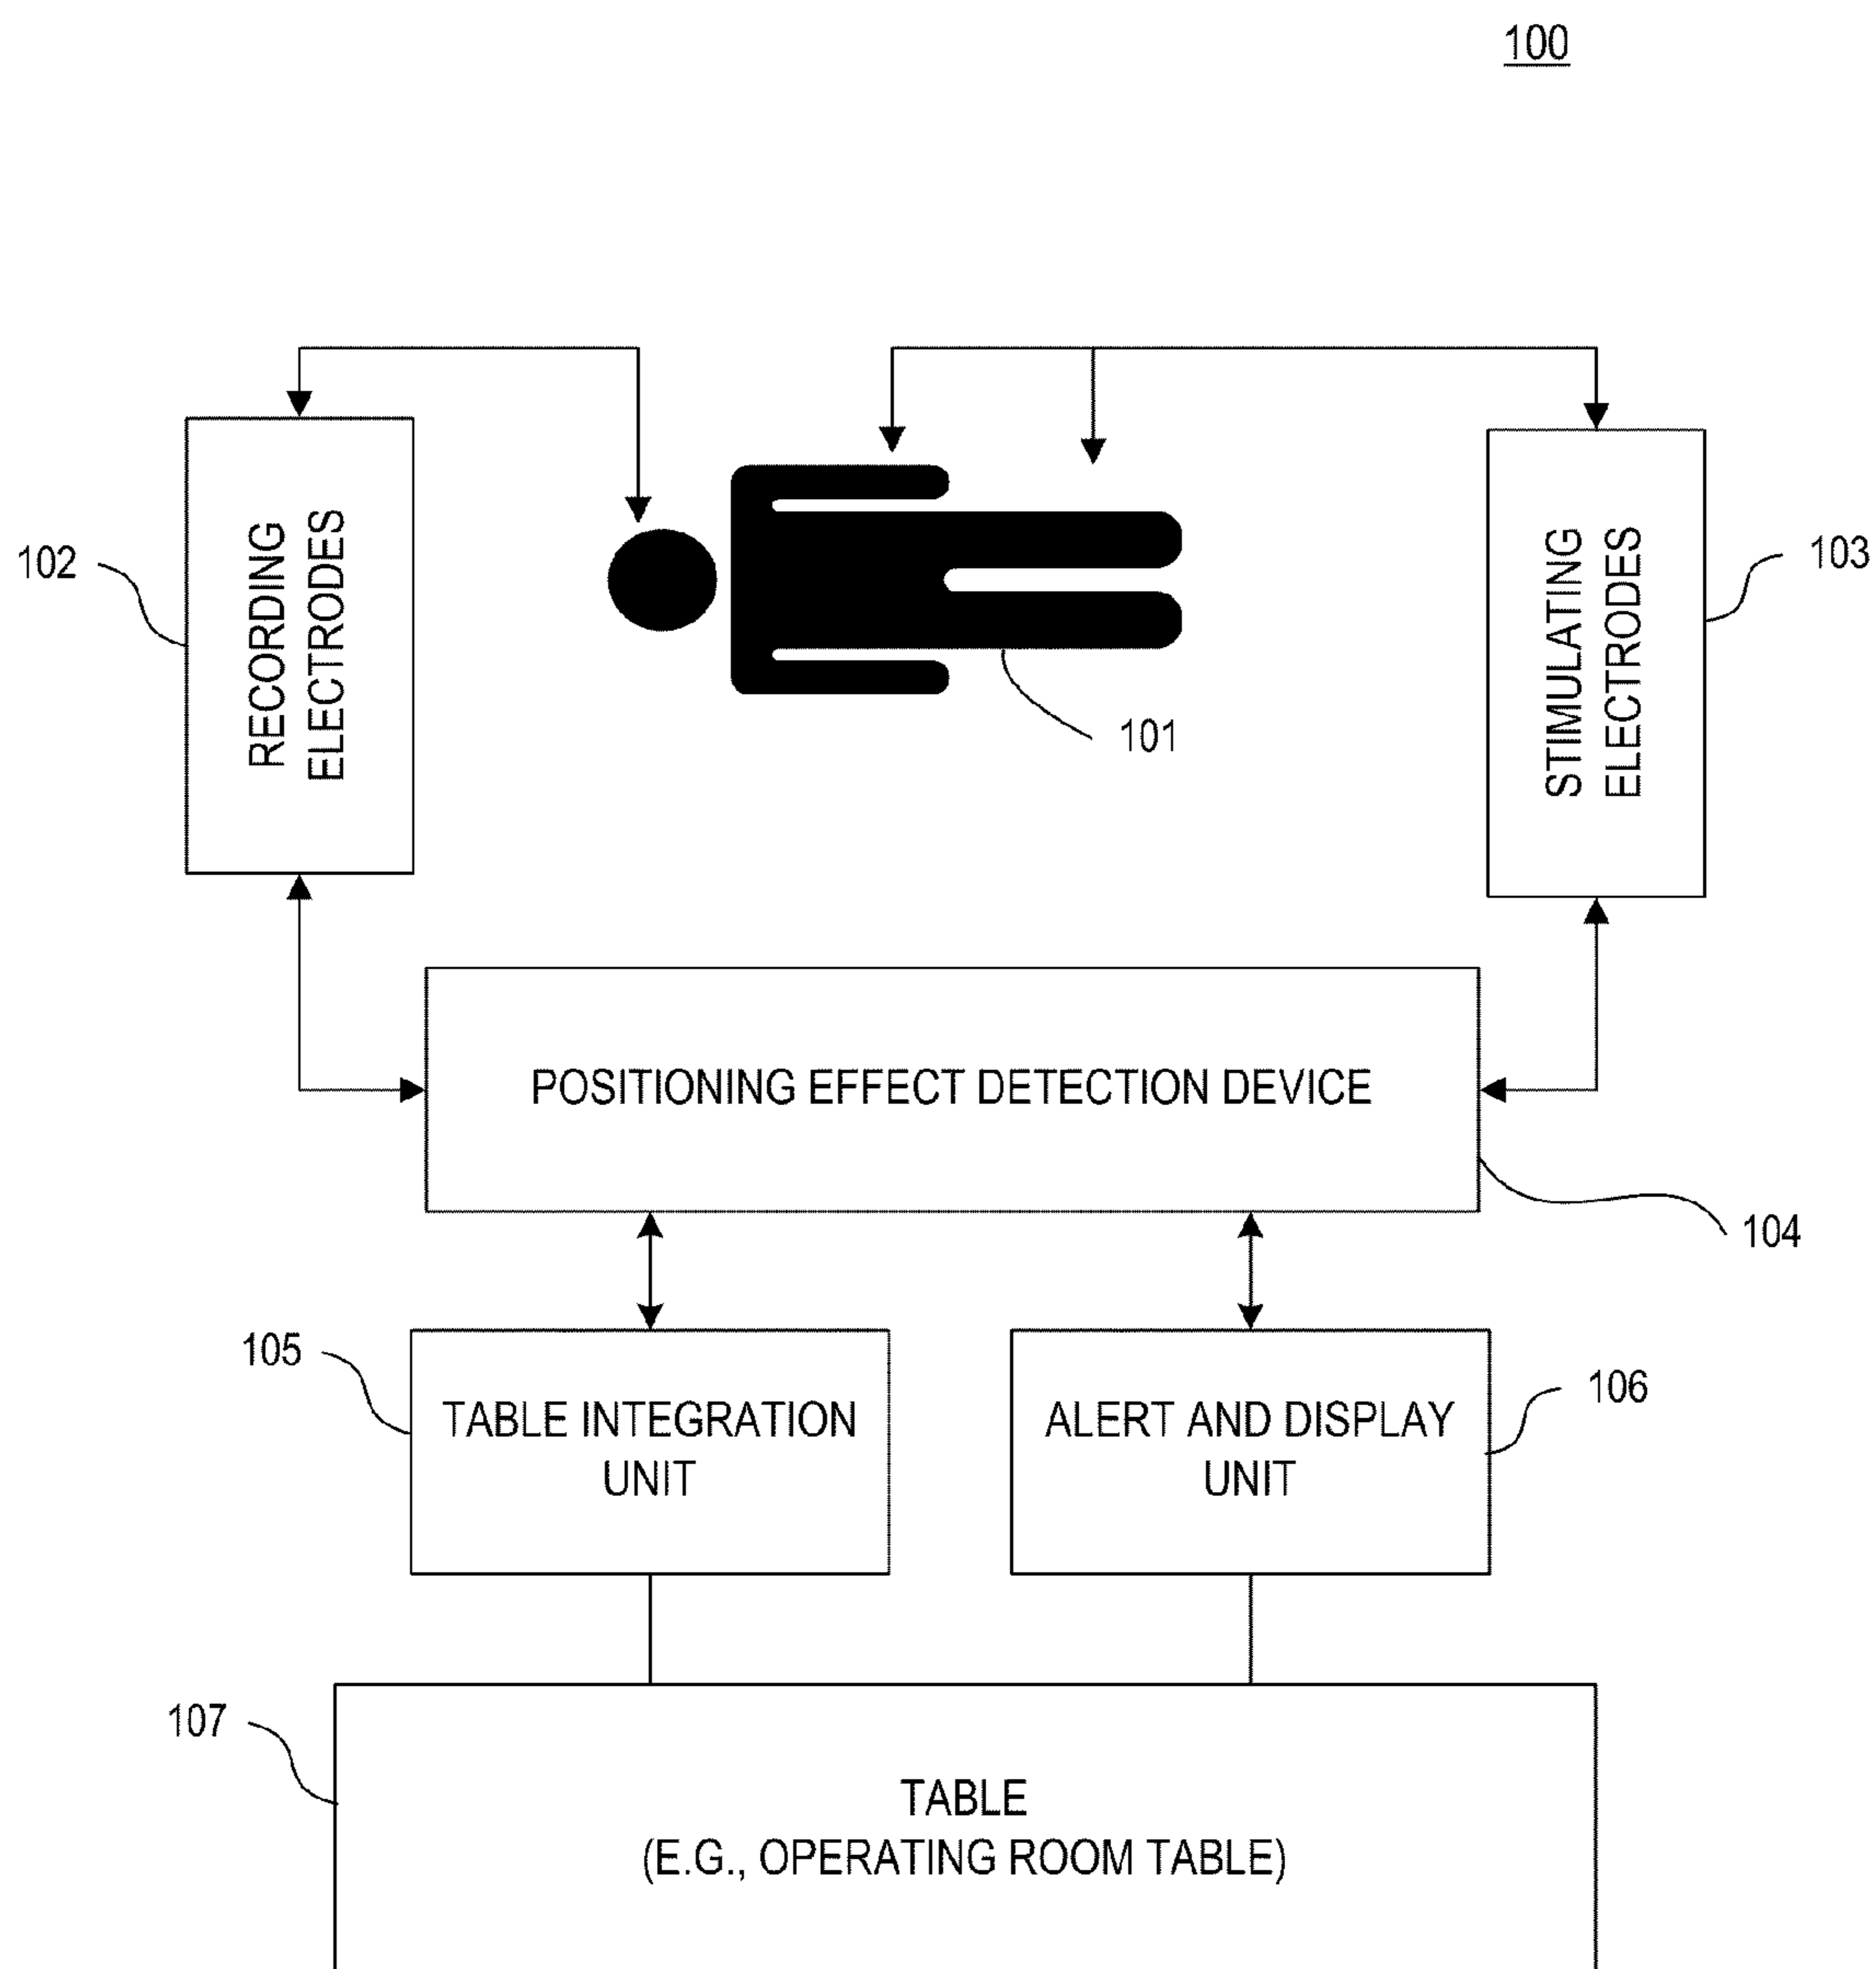 100
RECORDING
ELECTRODES
STIMULATING
ELECTRODES
102
103
101
POSITIONING EFFECT DETECTION DEVICE
104
105
TABLE INTEGRATION
UNIT
ALERT AND DISPLAY
UNIT
106
107
TABLE
(E.G., OPERATING ROOM TABLE)